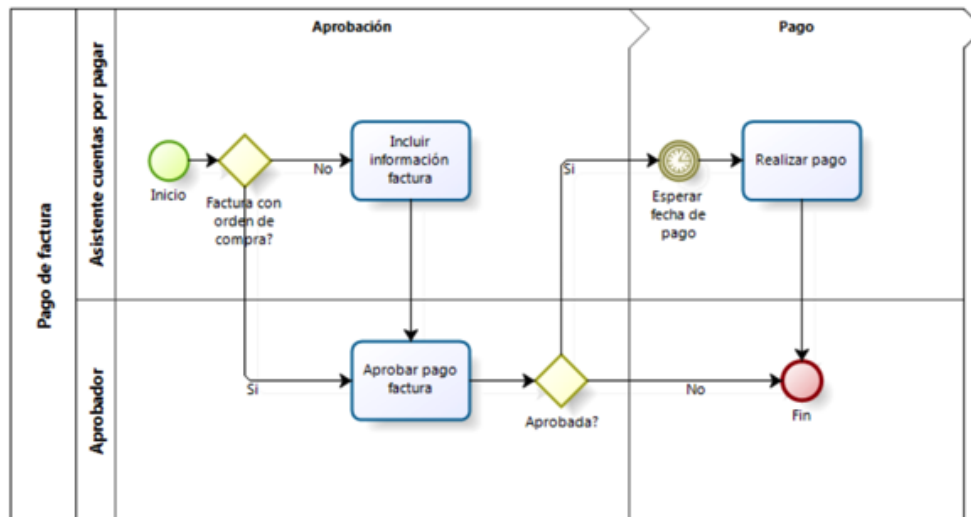 Pago de factura
Asistente cuentas por pagar
Aprobador
Aprobación
Pago
Inicio
Factura con
orden de
compra?
No
Incluir
información
factura
Si
Aprobar pago
factura
Aprobada?
Si
Esperar
fecha de
pago
Realizar pago
No
Fin